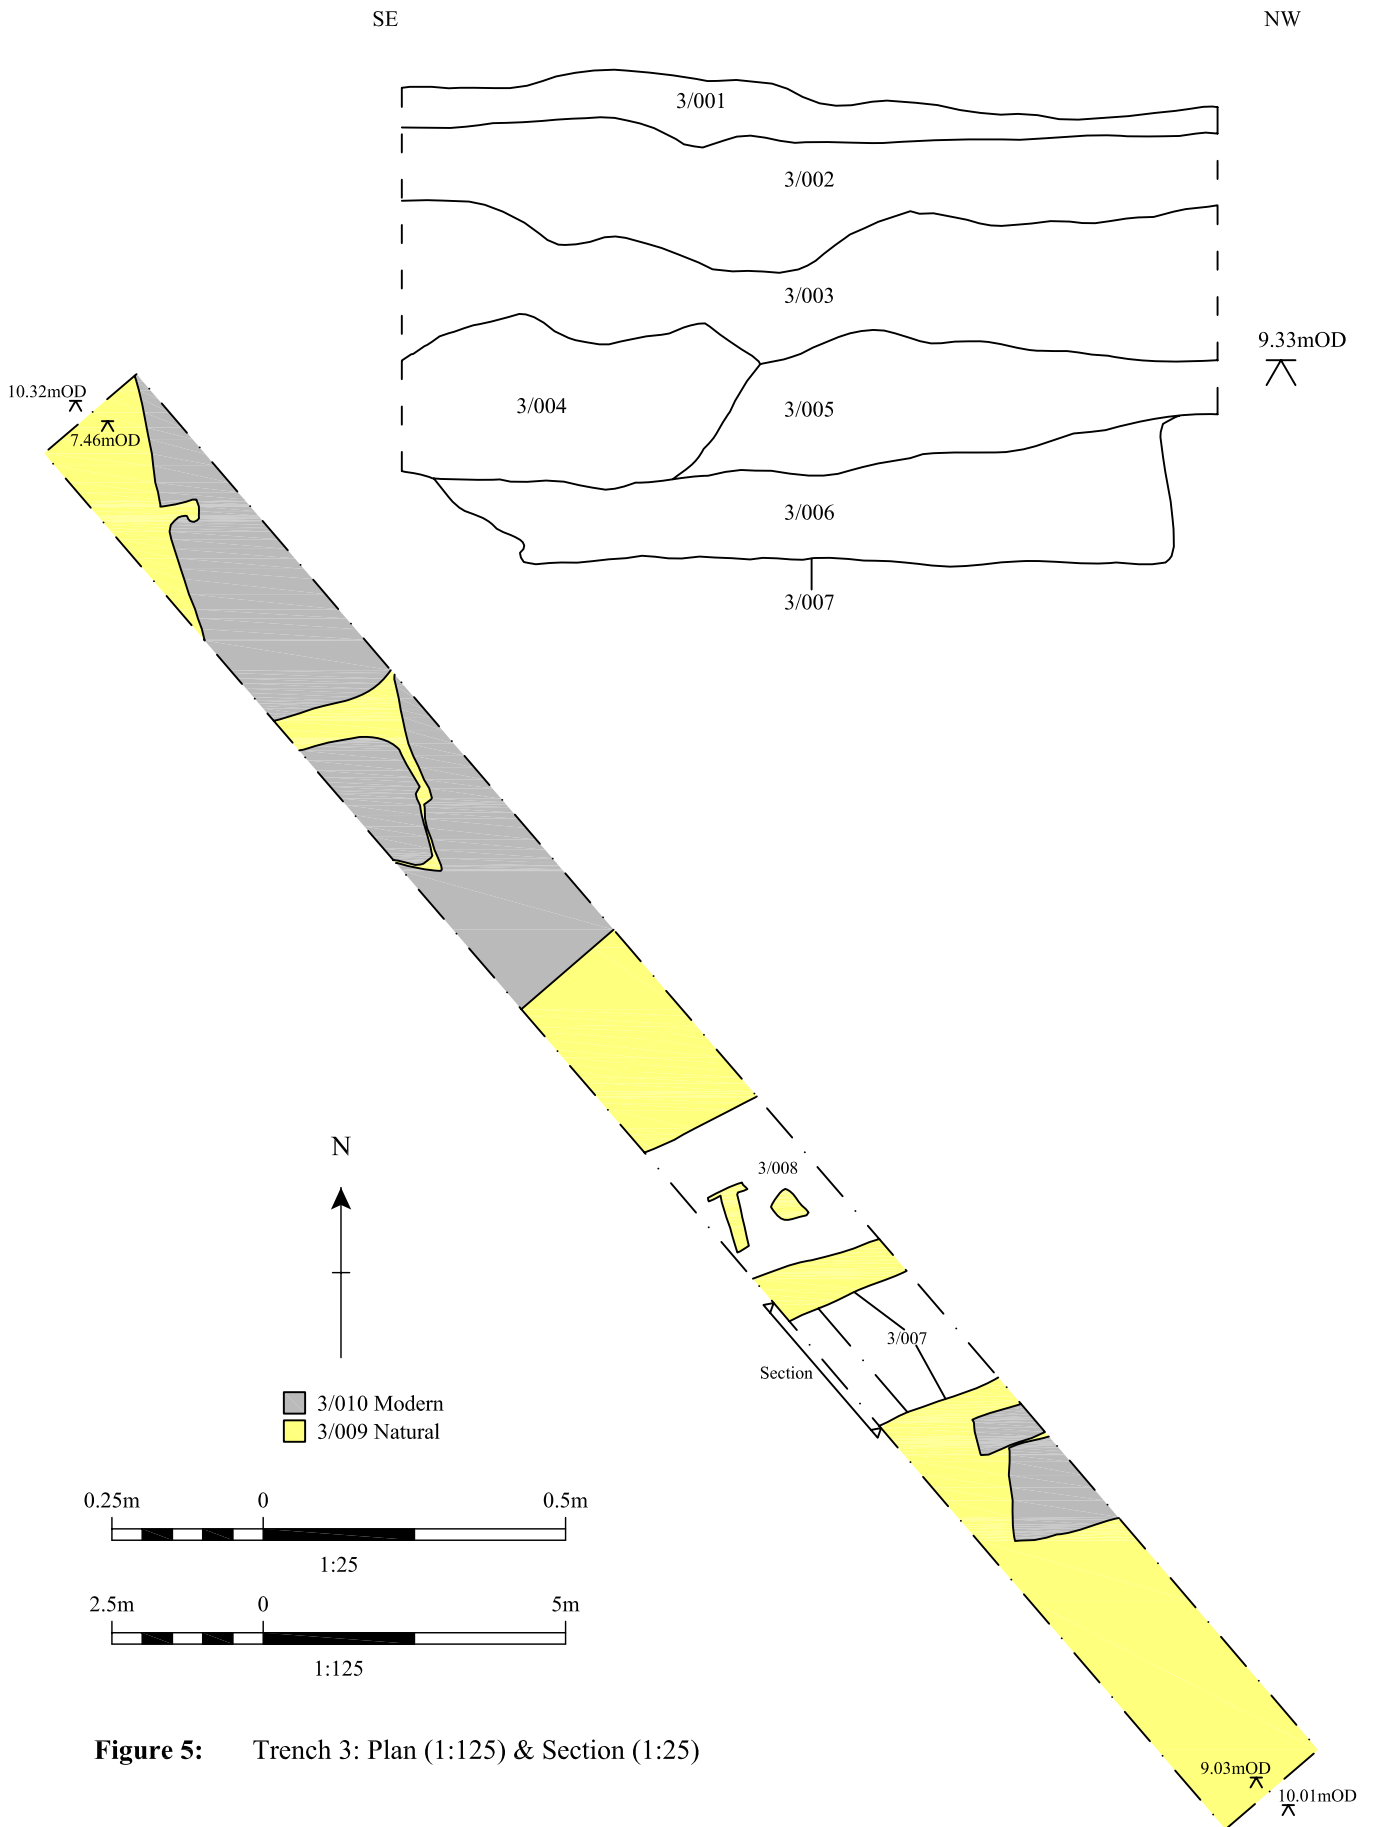 SE
NW
3/001
3/002
3/003
9.33mOD
3/004
3/005
3/006
3/007
10.32mOD
7.46mOD
N
3/008
3/007
Section
3/010 Modern
3/009 Natural
0.25m 0 0.5m
1:25
2.5m 0 5m
1:125
Figure 5: Trench 3: Plan (1:125) & Section (1:25)
9.03mOD
10.01mOD